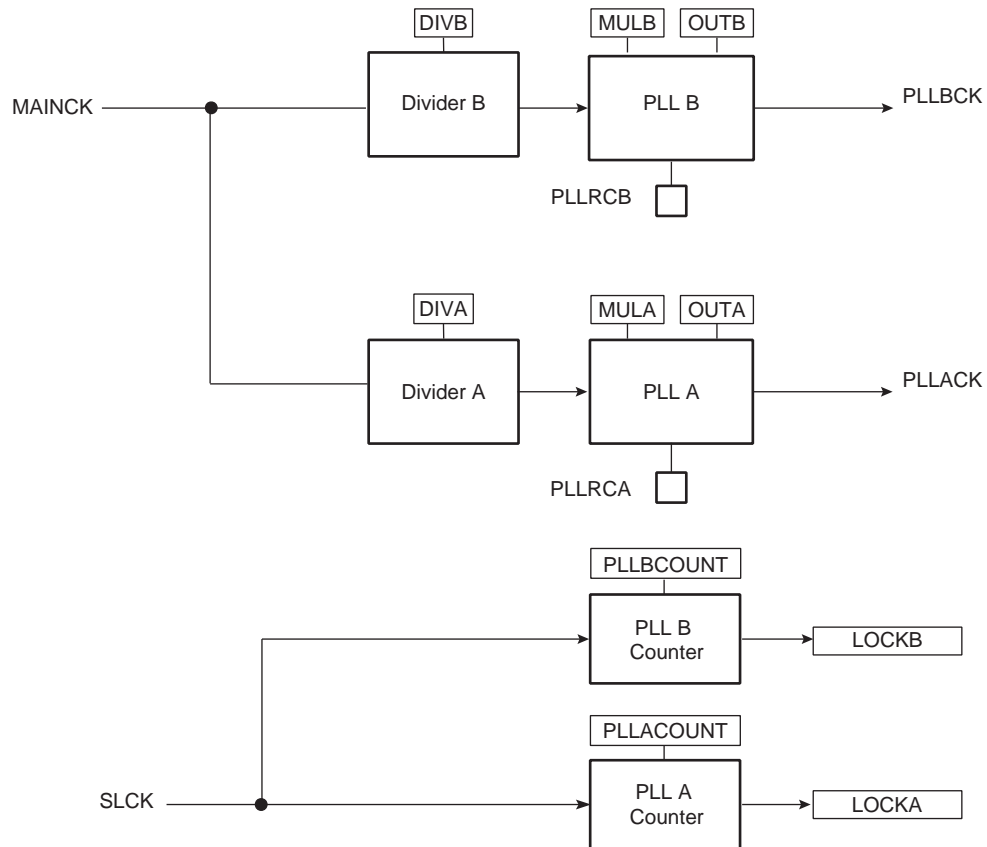 DIVB
MULB
OUTB
MAINCK
Divider B
PLL B
PLLBCK
PLLRCB
DIVA
MULA
OUTA
Divider A
PLL A
PLLACK
PLLRCA
PLLBCOUNT
PLL B
Counter
LOCKB
PLLACOUNT
SLCK
PLL A
Counter
LOCKA